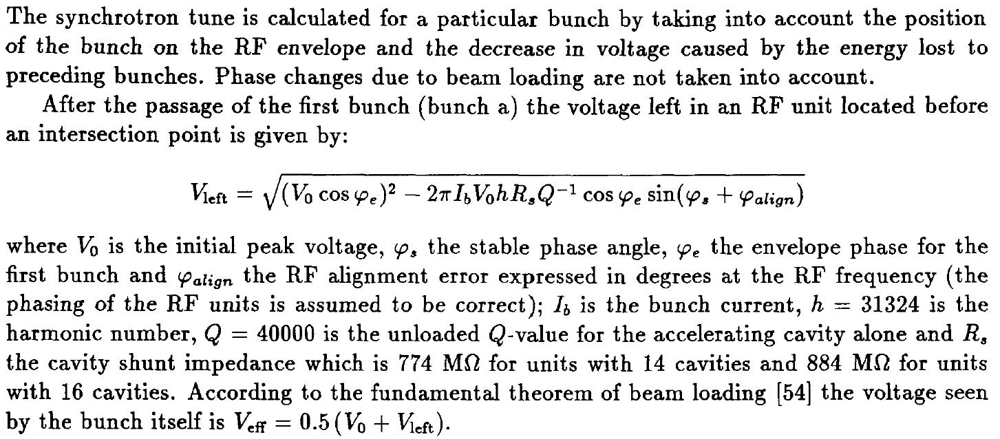 The synchrotron tune is calculated for a particular bunch by taking into account the position
of the bunch on the RF envelope and the decrease in voltage caused by the energy lost to
preceding bunches. Phase changes due to beam loading are not taken into account.
After the passage of the first bunch (bunch a) the voltage left in an RF unit located before
an intersection point is given by:
$V_{\text{left}} = \sqrt{(V_0 \cos \varphi_e)^2 - 2\pi I_b V_0 h R_s Q^{-1} \cos \varphi_e \sin(\varphi_s + \varphi_{align})}$
where $V_0$ is the initial peak voltage, $\varphi_s$ the stable phase angle, $\varphi_e$ the envelope phase for the
first bunch and $\varphi_{align}$ the RF alignment error expressed in degrees at the RF frequency (the
phasing of the RF units is assumed to be correct); $I_b$ is the bunch current, $h = 31324$ is the
harmonic number, $Q = 40000$ is the unloaded $Q$-value for the accelerating cavity alone and $R_s$
the cavity shunt impedance which is 774 MΩ for units with 14 cavities and 884 MΩ for units
with 16 cavities. According to the fundamental theorem of beam loading [54] the voltage seen
by the bunch itself is $V_{\text{eff}} = 0.5\,(V_0 + V_{\text{left}})$.